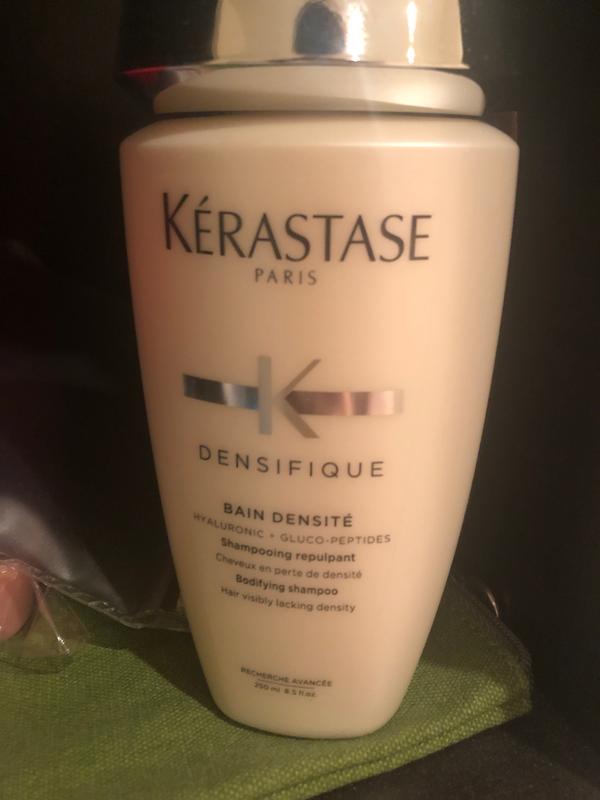 KÉRASTASE
PARIS
K
DENSIFIQUE
BAIN DENSITÉ
HYALURONIC + GLUCO-PEPTIDES
Shampooing repulpant
Cheveux en perte de densité
Bodifying shampoo
Hair visibly lacking density
RECHERCHE AVANCÉE
250 ml 8.5 fl.oz.